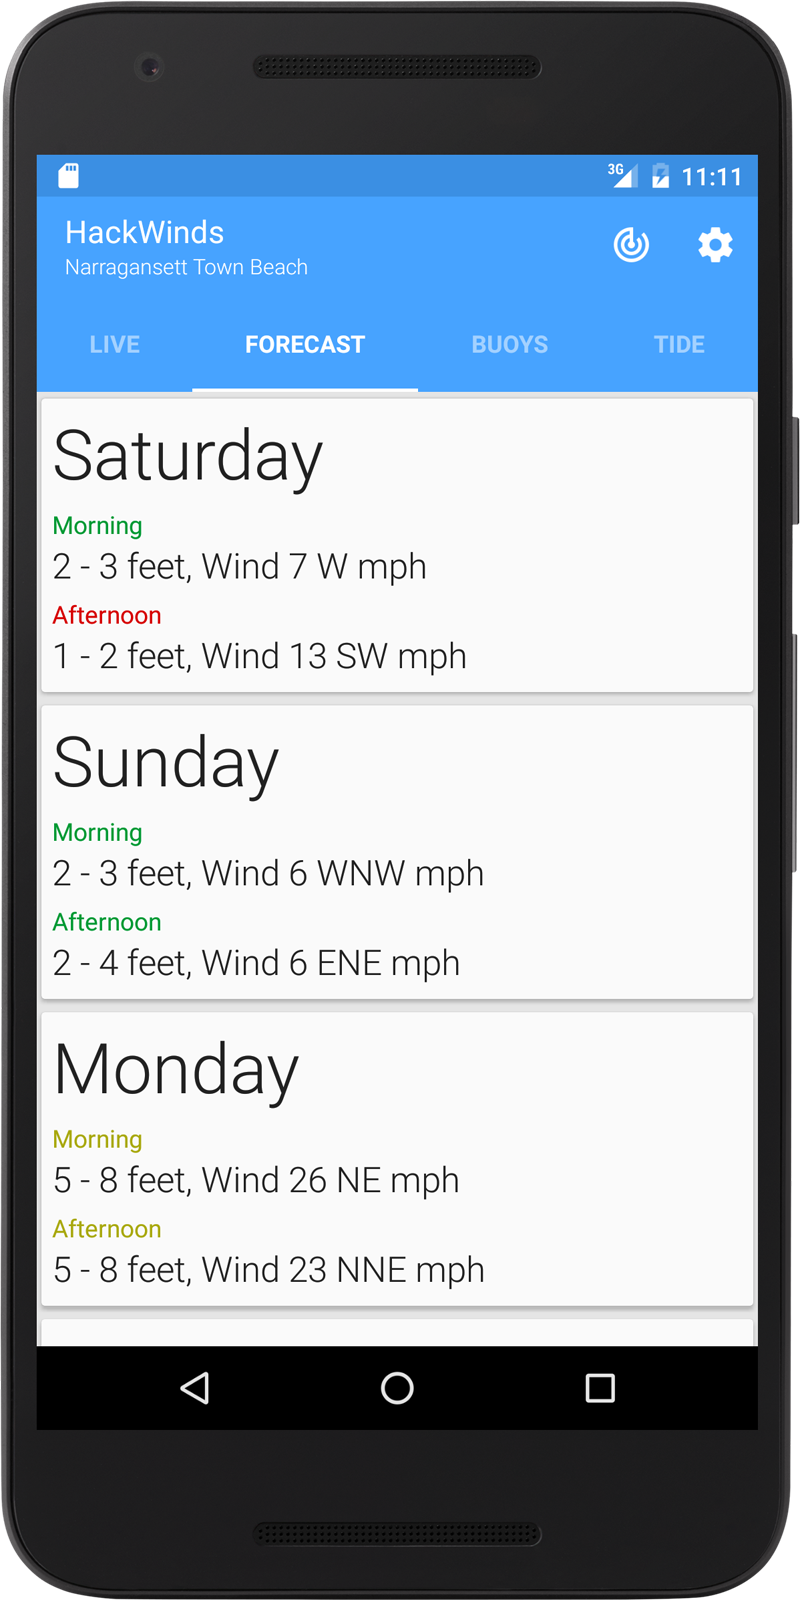 3G 11:11
HackWinds
Narragansett Town Beach
LIVE FORECAST BUOYS TIDE
Saturday
Morning
2 - 3 feet, Wind 7 W mph
Afternoon
1 - 2 feet, Wind 13 SW mph
Sunday
Morning
2 - 3 feet, Wind 6 WNW mph
Afternoon
2 - 4 feet, Wind 6 ENE mph
Monday
Morning
5 - 8 feet, Wind 26 NE mph
Afternoon
5 - 8 feet, Wind 23 NNE mph